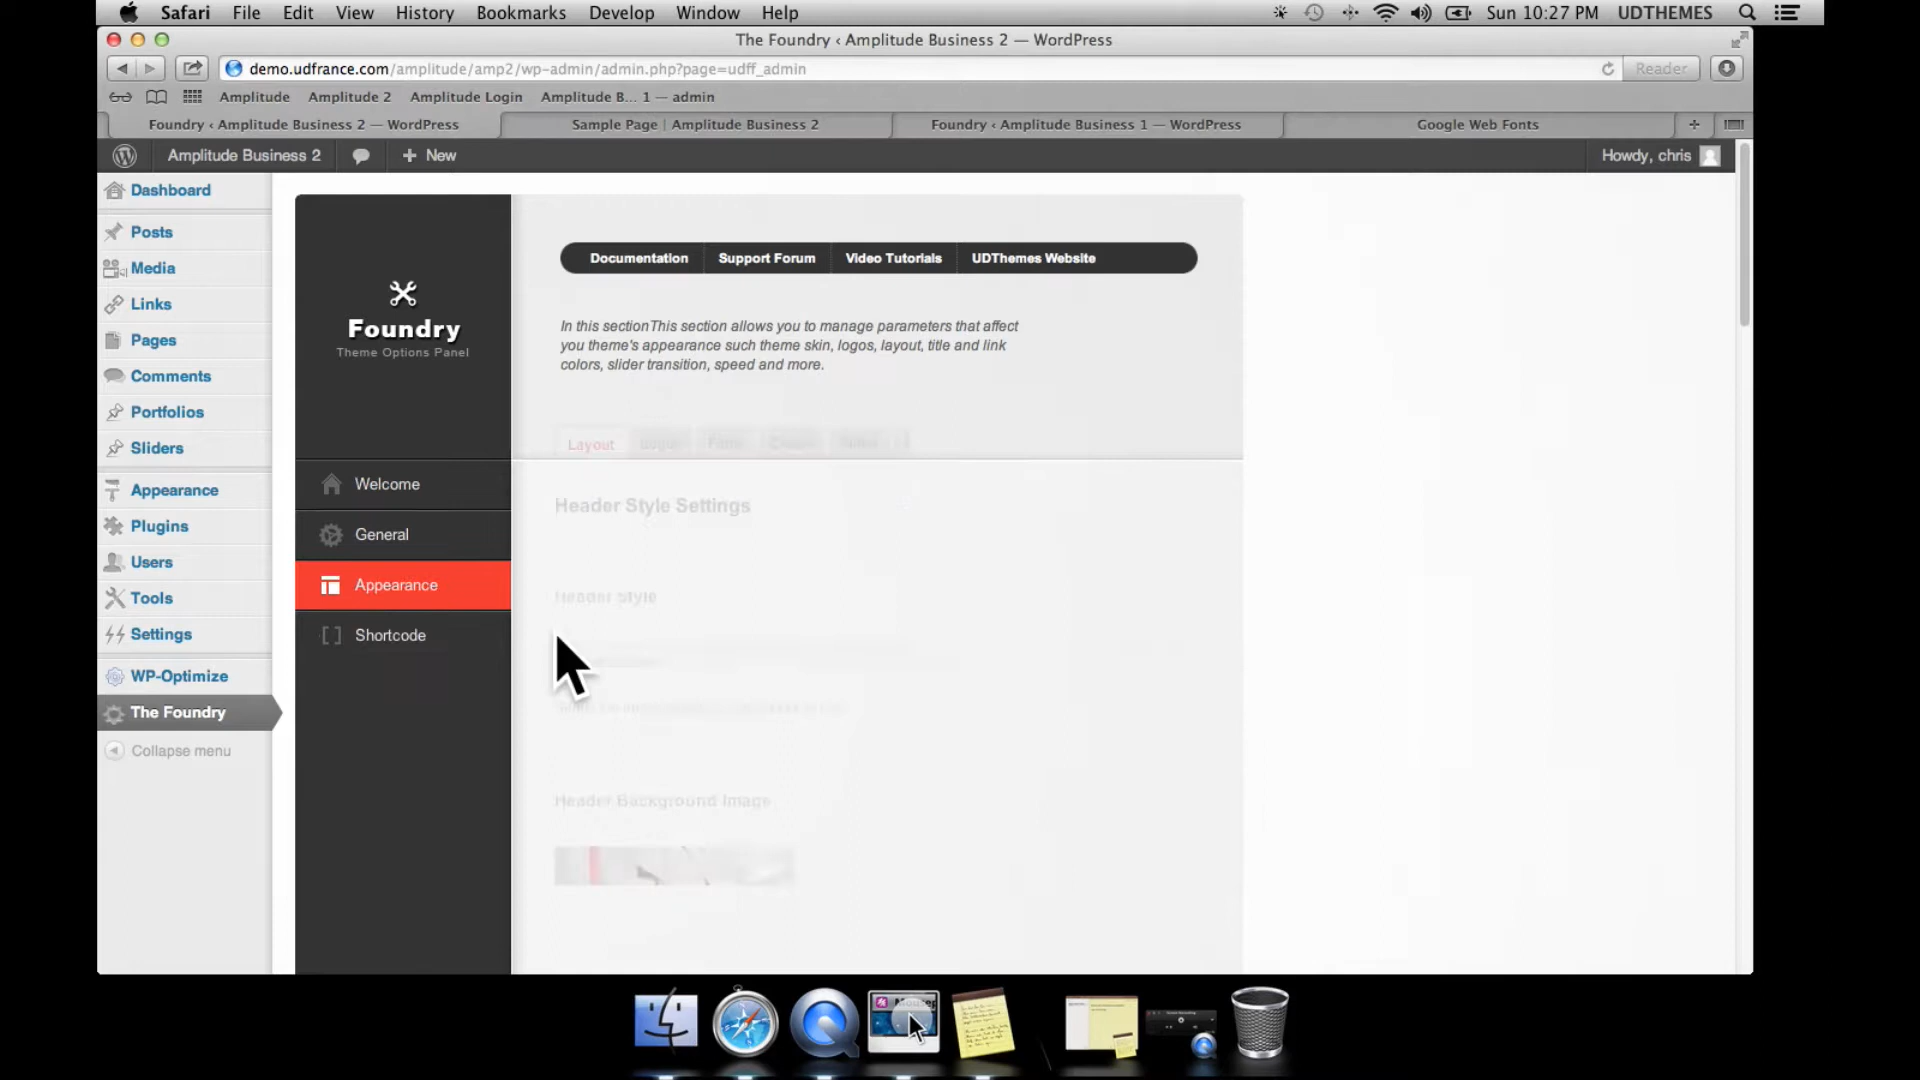 Safari File Edit View History Bookmarks Develop Window Help Sun 10:27 PM UDTHEMES
The Foundry ‹ Amplitude Business 2 — WordPress
demo.udfrance.com/amplitude/amp2/wp-admin/admin.php?page=udff_admin Reader
Amplitude Amplitude 2 Amplitude Login Amplitude B... 1 — admin
Foundry ‹ Amplitude Business 2 — WordPress Sample Page | Amplitude Business 2 Foundry ‹ Amplitude Business 1 — WordPress Google Web Fonts
Amplitude Business 2 + New Howdy, chris
Dashboard
Posts
Media
Links
Pages
Comments
Portfolios
Sliders
Appearance
Plugins
Users
Tools
Settings
WP-Optimize
The Foundry
Collapse menu
Foundry
Theme Options Panel
Welcome
General
Appearance
Shortcode
Documentation Support Forum Video Tutorials UDThemes Website
In this sectionThis section allows you to manage parameters that affect
you theme's appearance such theme skin, logos, layout, title and link
colors, slider transition, speed and more.
Layout
Header Style Settings
Header Style
Header Background Image